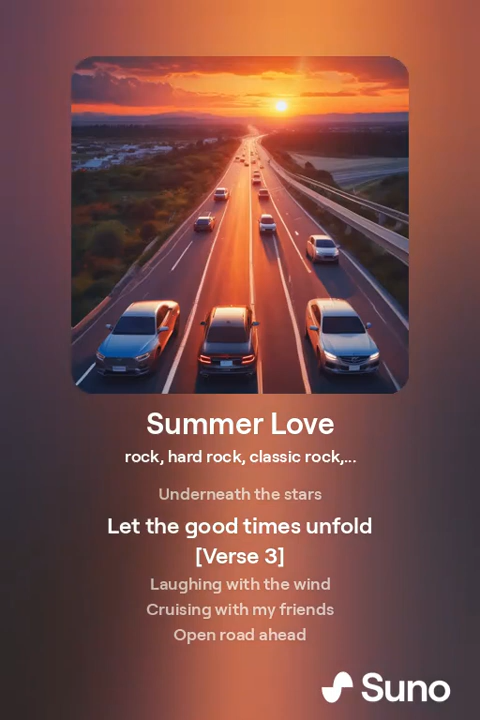 Summer Love
rock, hard rock, classic rock,...
Underneath the stars
Let the good times unfold
[Verse 3]
Laughing with the wind
Cruising with my friends
Open road ahead
Suno